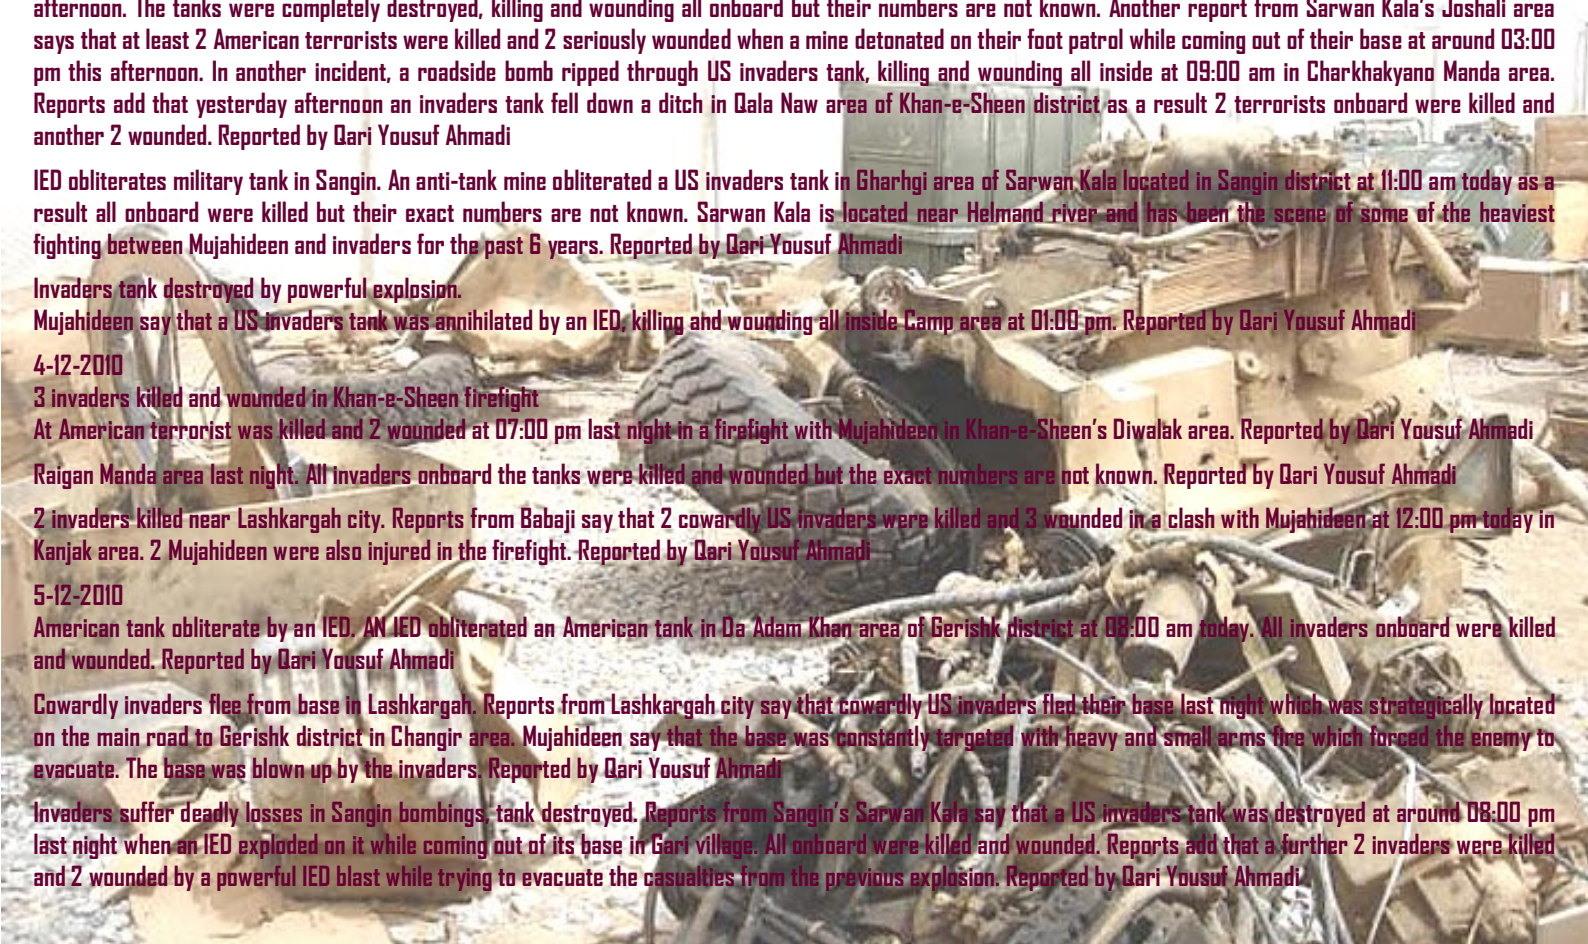 afternoon. The tanks were completely destroyed, killing and wounding all onboard but their numbers are not known. Another report from Sarwan Kala's Joshali area
says that at least 2 American terrorists were killed and 2 seriously wounded when a mine detonated on their foot patrol while coming out of their base at around 03:00
pm this afternoon. In another incident, a roadside bomb ripped through US invaders tank, killing and wounding all inside at 09:00 am in Charkhakyano Manda area.
Reports add that yesterday afternoon an invaders tank fell down a ditch in Qala Naw area of Khan-e-Sheen district as a result 2 terrorists onboard were killed and
another 2 wounded. Reported by Qari Yousuf Ahmadi
IED obliterates military tank in Sangin. An anti-tank mine obliterated a US invaders tank in Gharhgi area of Sarwan Kala located in Sangin district at 11:00 am today as a
result all onboard were killed but their exact numbers are not known. Sarwan Kala is located near Helmand river and has been the scene of some of the heaviest
fighting between Mujahideen and invaders for the past 6 years. Reported by Qari Yousuf Ahmadi
Invaders tank destroyed by powerful explosion.
Mujahideen say that a US invaders tank was annihilated by an IED, killing and wounding all inside Camp area at 01:00 pm. Reported by Qari Yousuf Ahmadi
4-12-2010
3 invaders killed and wounded in Khan-e-Sheen firefight
At American terrorist was killed and 2 wounded at 07:00 pm last night in a firefight with Mujahideen in Khan-e-Sheen's Diwalak area. Reported by Qari Yousuf Ahmadi
Raigan Manda area last night. All invaders onboard the tanks were killed and wounded but the exact numbers are not known. Reported by Qari Yousuf Ahmadi
2 invaders killed near Lashkargah city. Reports from Babaji say that 2 cowardly US invaders were killed and 3 wounded in a clash with Mujahideen at 12:00 pm today in
Kanjak area. 2 Mujahideen were also injured in the firefight. Reported by Qari Yousuf Ahmadi
5-12-2010
American tank obliterate by an IED. AN IED obliterated an American tank in Da Adam Khan area of Gerishk district at 08:00 am today. All invaders onboard were killed
and wounded. Reported by Qari Yousuf Ahmadi
Cowardly invaders flee from base in Lashkargah. Reports from Lashkargah city say that cowardly US invaders fled their base last night which was strategically located
on the main road to Gerishk district in Changir area. Mujahideen say that the base was constantly targeted with heavy and small arms fire which forced the enemy to
evacuate. The base was blown up by the invaders. Reported by Qari Yousuf Ahmadi
Invaders suffer deadly losses in Sangin bombings, tank destroyed. Reports from Sangin's Sarwan Kala say that a US invaders tank was destroyed at around 08:00 pm
last night when an IED exploded on it while coming out of its base in Gari village. All onboard were killed and wounded. Reports add that a further 2 invaders were killed
and 2 wounded by a powerful IED blast while trying to evacuate the casualties from the previous explosion. Reported by Qari Yousuf Ahmadi